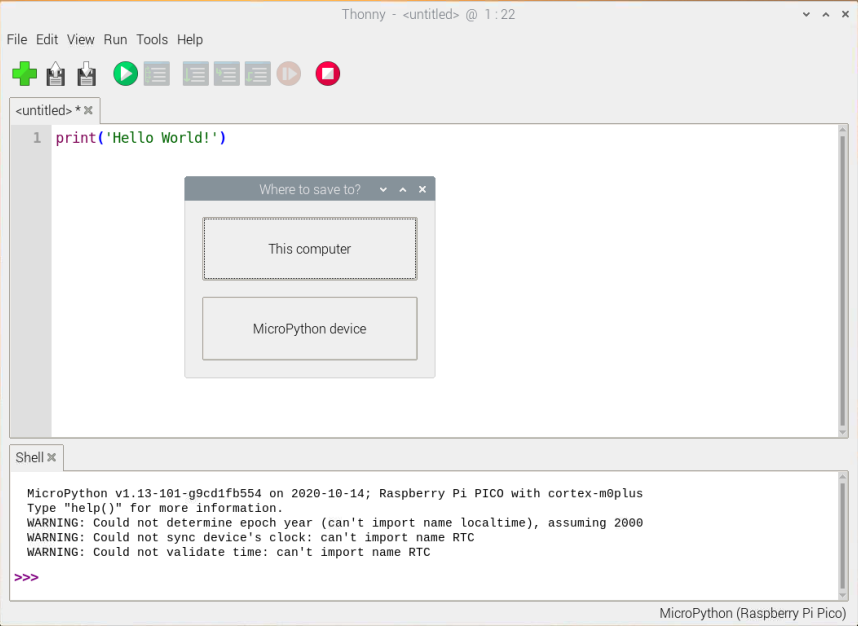 Thonny - <untitled> @ 1:22
File Edit View Run Tools Help
<untitled> *
1 print('Hello World!')
Where to save to?
This computer
MicroPython device
Shell
MicroPython v1.13-101-g9cd1fb554 on 2020-10-14; Raspberry Pi PICO with cortex-m0plus
Type "help()" for more information.
WARNING: Could not determine epoch year (can't import name localtime), assuming 2000
WARNING: Could not sync device's clock: can't import name RTC
WARNING: Could not validate time: can't import name RTC
>>>
MicroPython (Raspberry Pi Pico)